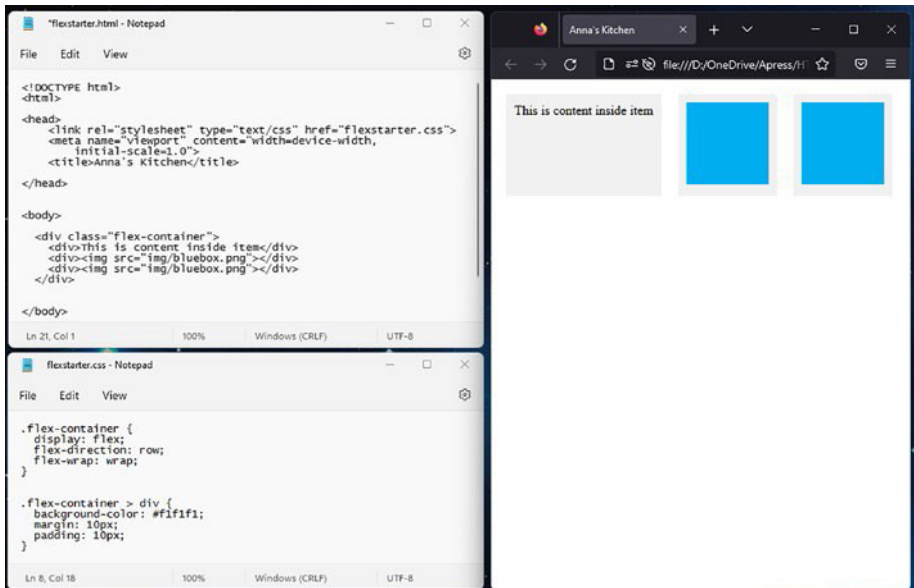 *flexstarter.html - Notepad
File Edit View
<!DOCTYPE html>
<html>
<head>
<link rel="stylesheet" type="text/css" href="flexstarter.css">
<meta name="viewport" content="width=device-width,
initial-scale=1.0">
<title>Anna's Kitchen</title>
</head>
<body>
<div class="flex-container">
<div>This is content inside item</div>
<div><img src="img/bluebox.png"></div>
<div><img src="img/bluebox.png"></div>
</div>
</body>
Ln 21, Col 1 100% Windows (CRLF) UTF-8
flexstarter.css - Notepad
File Edit View
.flex-container {
display: flex;
flex-direction: row;
flex-wrap: wrap;
}
.flex-container > div {
background-color: #f1f1f1;
margin: 10px;
padding: 10px;
}
Ln 8, Col 18 100% Windows (CRLF) UTF-8
Anna's Kitchen
file:///D:/OneDrive/Apress/HT
This is content inside item